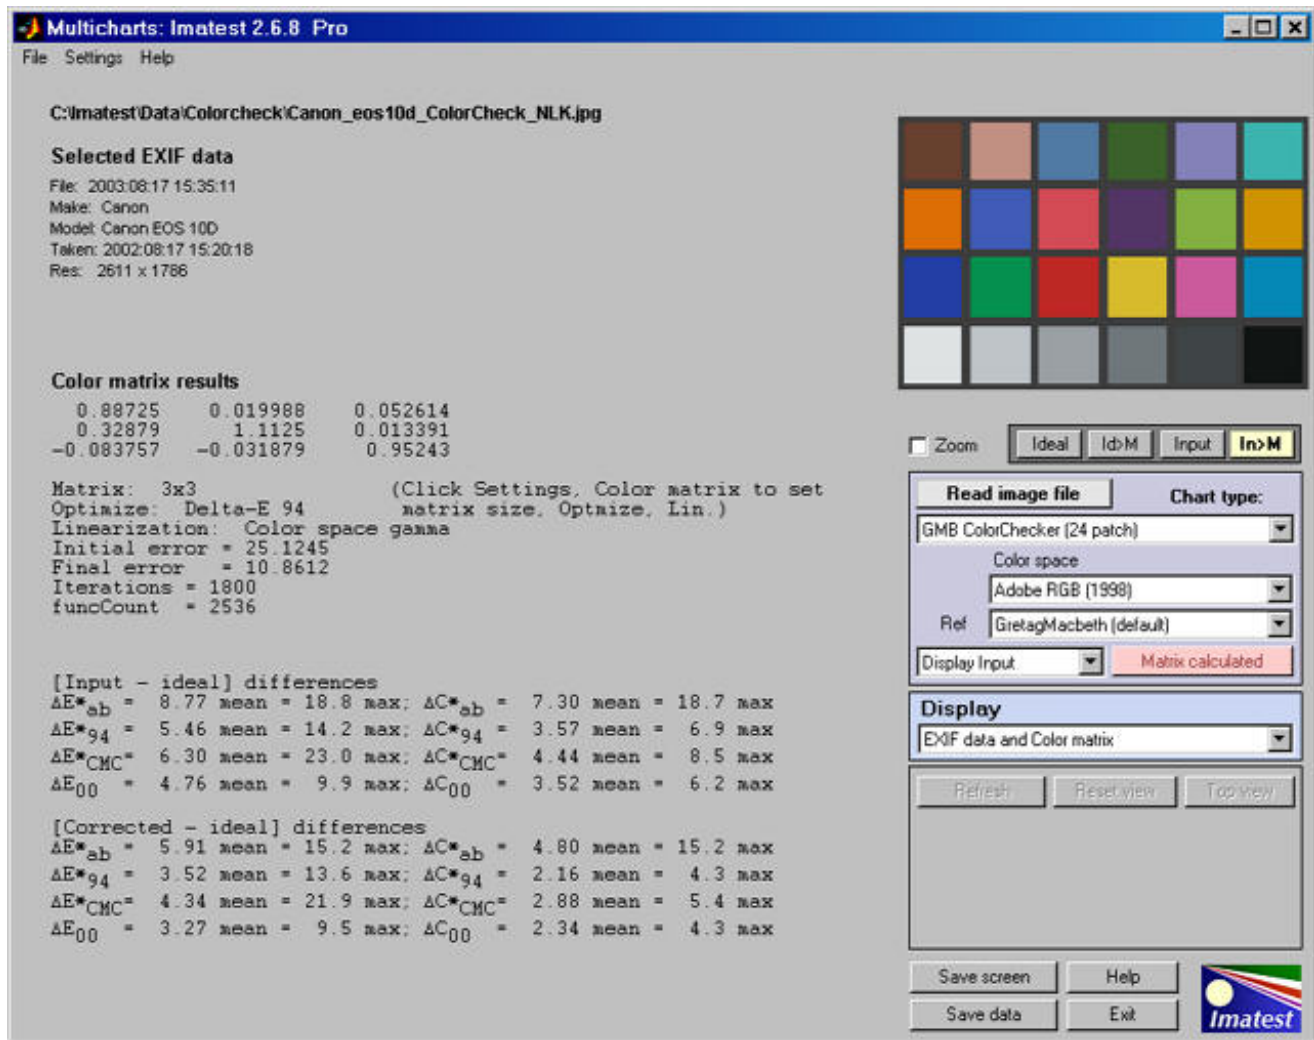 Multicharts: Imatest 2.6.8 Pro
File Settings Help
C:\Imatest\Data\Colorcheck\Canon_eos10d_ColorCheck_NLK.jpg
Selected EXIF data
File: 2003:08:17 15:35:11
Make: Canon
Model: Canon EOS 10D
Taken: 2002:08:17 15:20:18
Res: 2611 x 1786
Color matrix results
0.88725 0.019988 0.052614
0.32879 1.1125 0.013391
-0.083757 -0.031879 0.95243
Matrix: 3x3 (Click Settings, Color matrix to set
Optimize: Delta-E 94 matrix size, Optmize, Lin.)
Linearization: Color space gamma
Initial error = 25.1245
Final error = 10.8612
Iterations = 1800
funcCount = 2536
[Input - ideal] differences
ΔE*ab = 8.77 mean = 18.8 max; ΔC*ab = 7.30 mean = 18.7 max
ΔE*94 = 5.46 mean = 14.2 max; ΔC*94 = 3.57 mean = 6.9 max
ΔE*CMC= 6.30 mean = 23.0 max; ΔC*CMC= 4.44 mean = 8.5 max
ΔE00 = 4.76 mean = 9.9 max; ΔC00 = 3.52 mean = 6.2 max
[Corrected - ideal] differences
ΔE*ab = 5.91 mean = 15.2 max; ΔC*ab = 4.80 mean = 15.2 max
ΔE*94 = 3.52 mean = 13.6 max; ΔC*94 = 2.16 mean = 4.3 max
ΔE*CMC= 4.34 mean = 21.9 max; ΔC*CMC= 2.88 mean = 5.4 max
ΔE00 = 3.27 mean = 9.5 max; ΔC00 = 2.34 mean = 4.3 max
Zoom Ideal Id>M Input In>M
Read image file Chart type:
GMB ColorChecker (24 patch)
Color space
Adobe RGB (1998)
Ref GretagMacbeth (default)
Display Input Matrix calculated
Display
EXIF data and Color matrix
Refresh Reset view Top view
Save screen Help
Save data Exit
Imatest